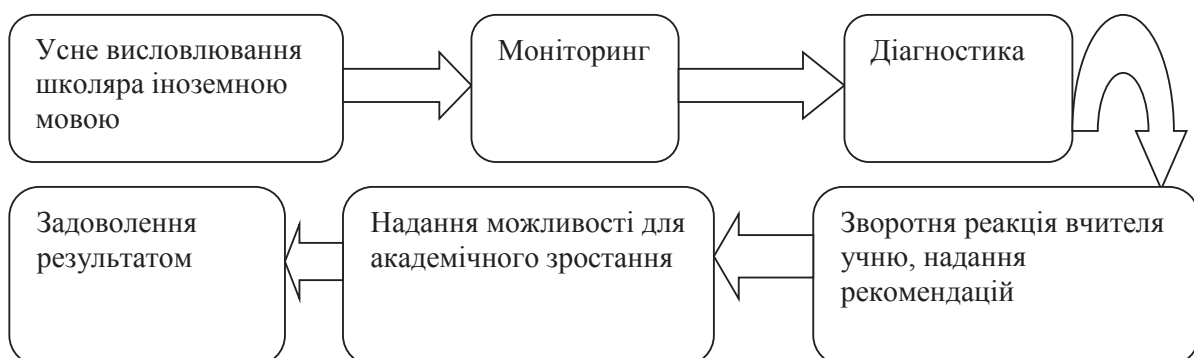 Усне висловлювання
школяра іноземною
мовою
Моніторинг
Діагностика
Зворотня реакція вчителя
учню, надання
рекомендацій
Надання можливості для
академічного зростання
Задоволення
результатом